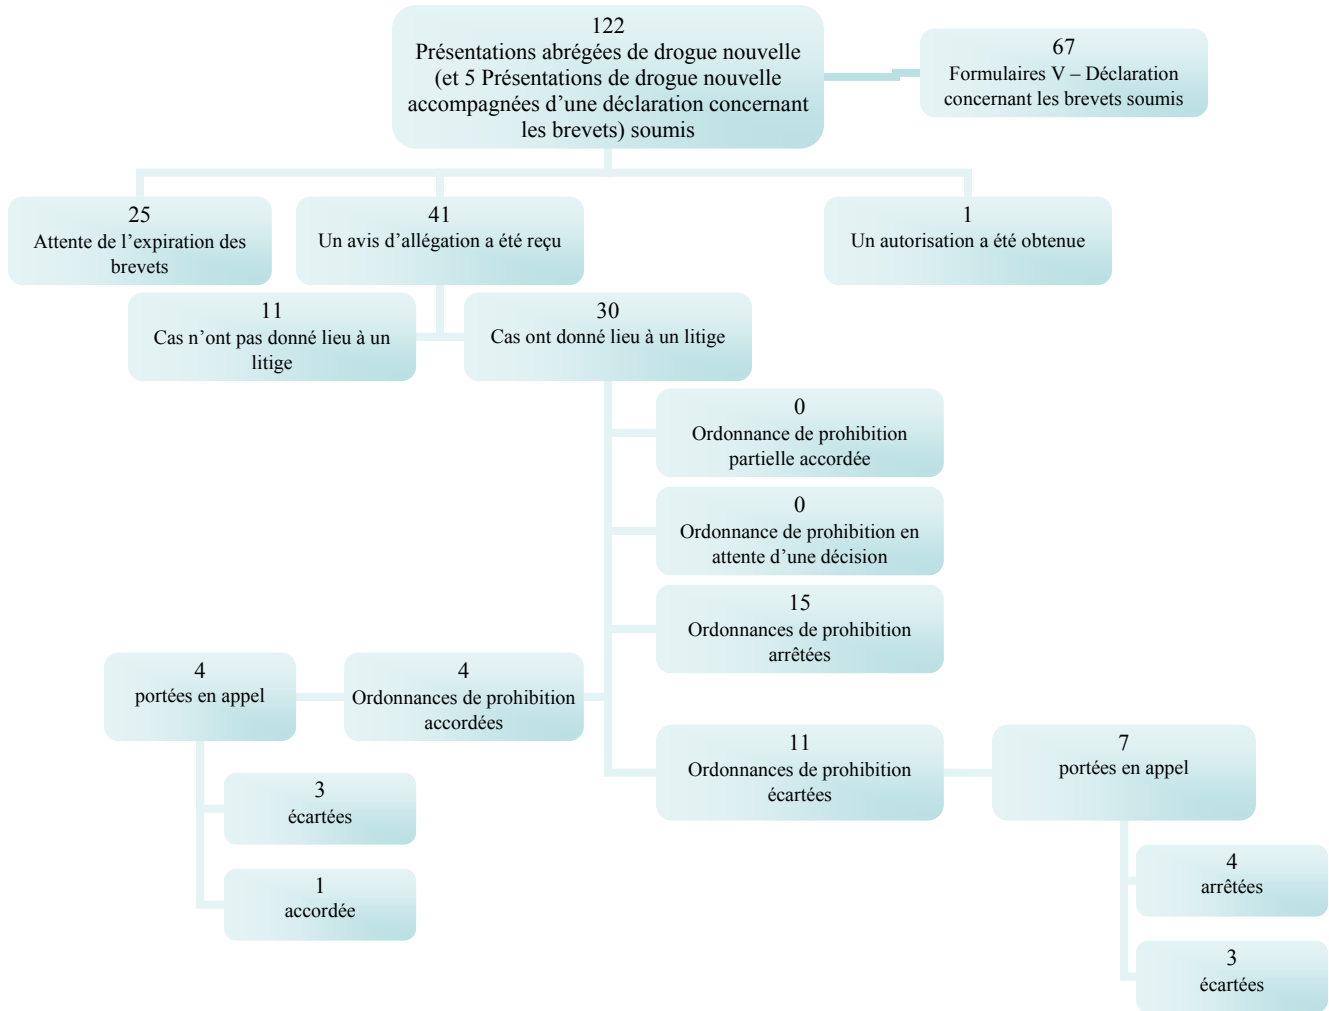 122
Présentations abrégées de drogue nouvelle
(et 5 Présentations de drogue nouvelle
accompagnées d’une déclaration concernant
les brevets) soumis
67
Formulaires V – Déclaration
concernant les brevets soumis
25
Attente de l’expiration des
brevets
41
Un avis d’allégation a été reçu
1
Un autorisation a été obtenue
11
Cas n’ont pas donné lieu à un
litige
30
Cas ont donné lieu à un litige
0
Ordonnance de prohibition
partielle accordée
0
Ordonnance de prohibition en
attente d’une décision
15
Ordonnances de prohibition
arrêtées
4
portées en appel
4
Ordonnances de prohibition
accordées
11
Ordonnances de prohibition
écartées
7
portées en appel
3
écartées
1
accordée
4
arrêtées
3
écartées